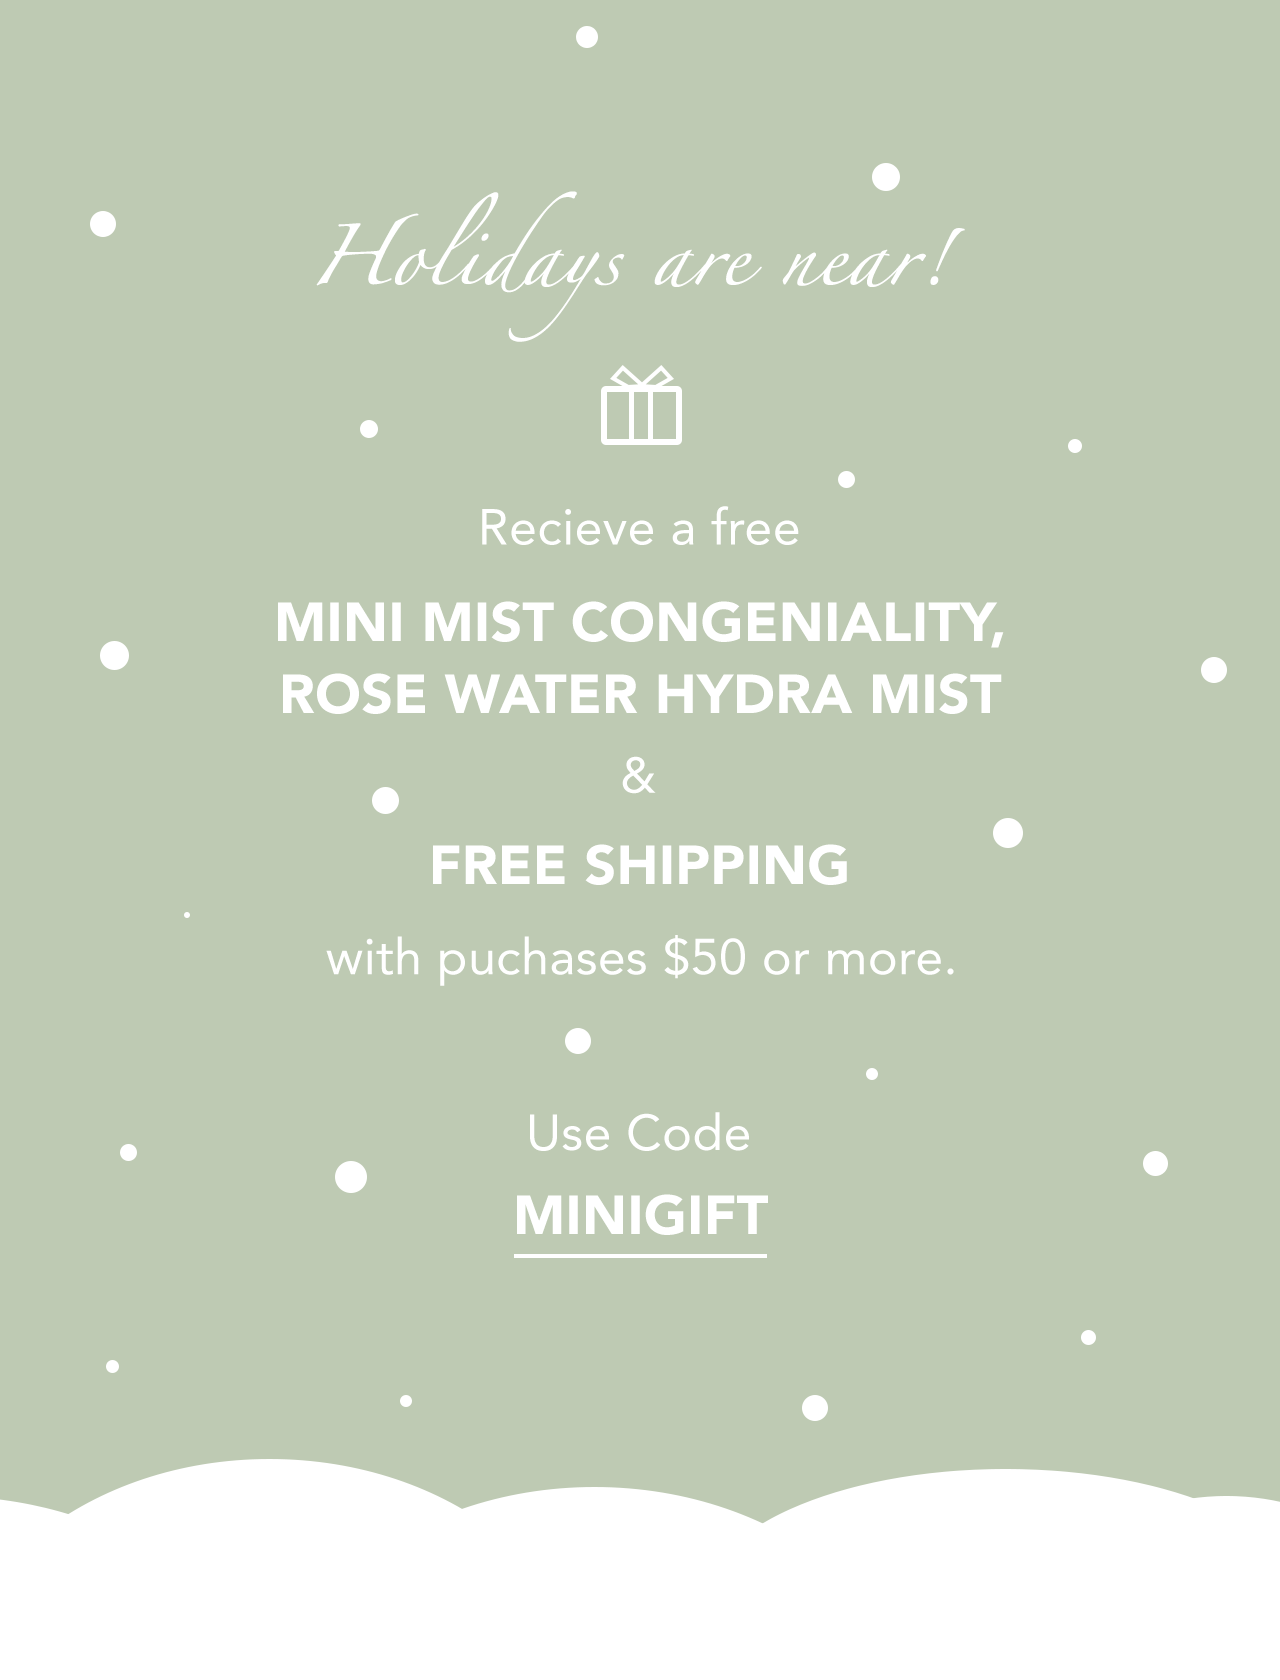 Holidays are near!
Recieve a free
MINI MIST CONGENIALITY,
ROSE WATER HYDRA MIST
&
FREE SHIPPING
with puchases $50 or more.
Use Code
MINIGIFT